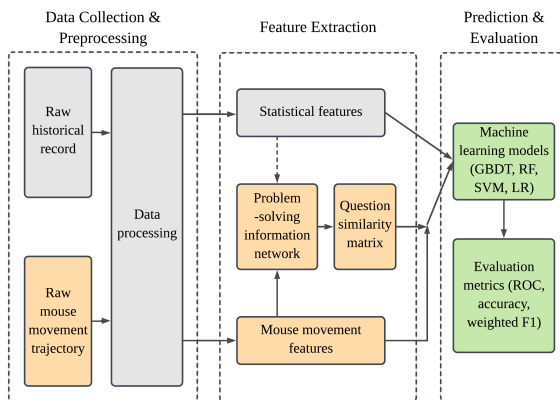 Data Collection &
Preprocessing
Feature Extraction
Prediction &
Evaluation
Raw
historical
record
Raw
mouse
movement
trajectory
Data
processing
Statistical features
Problem
-solving
information
network
Question
similarity
matrix
Mouse movement
features
Machine
learning models
(GBDT, RF,
SVM, LR)
Evaluation
metrics (ROC,
accuracy,
weighted F1)